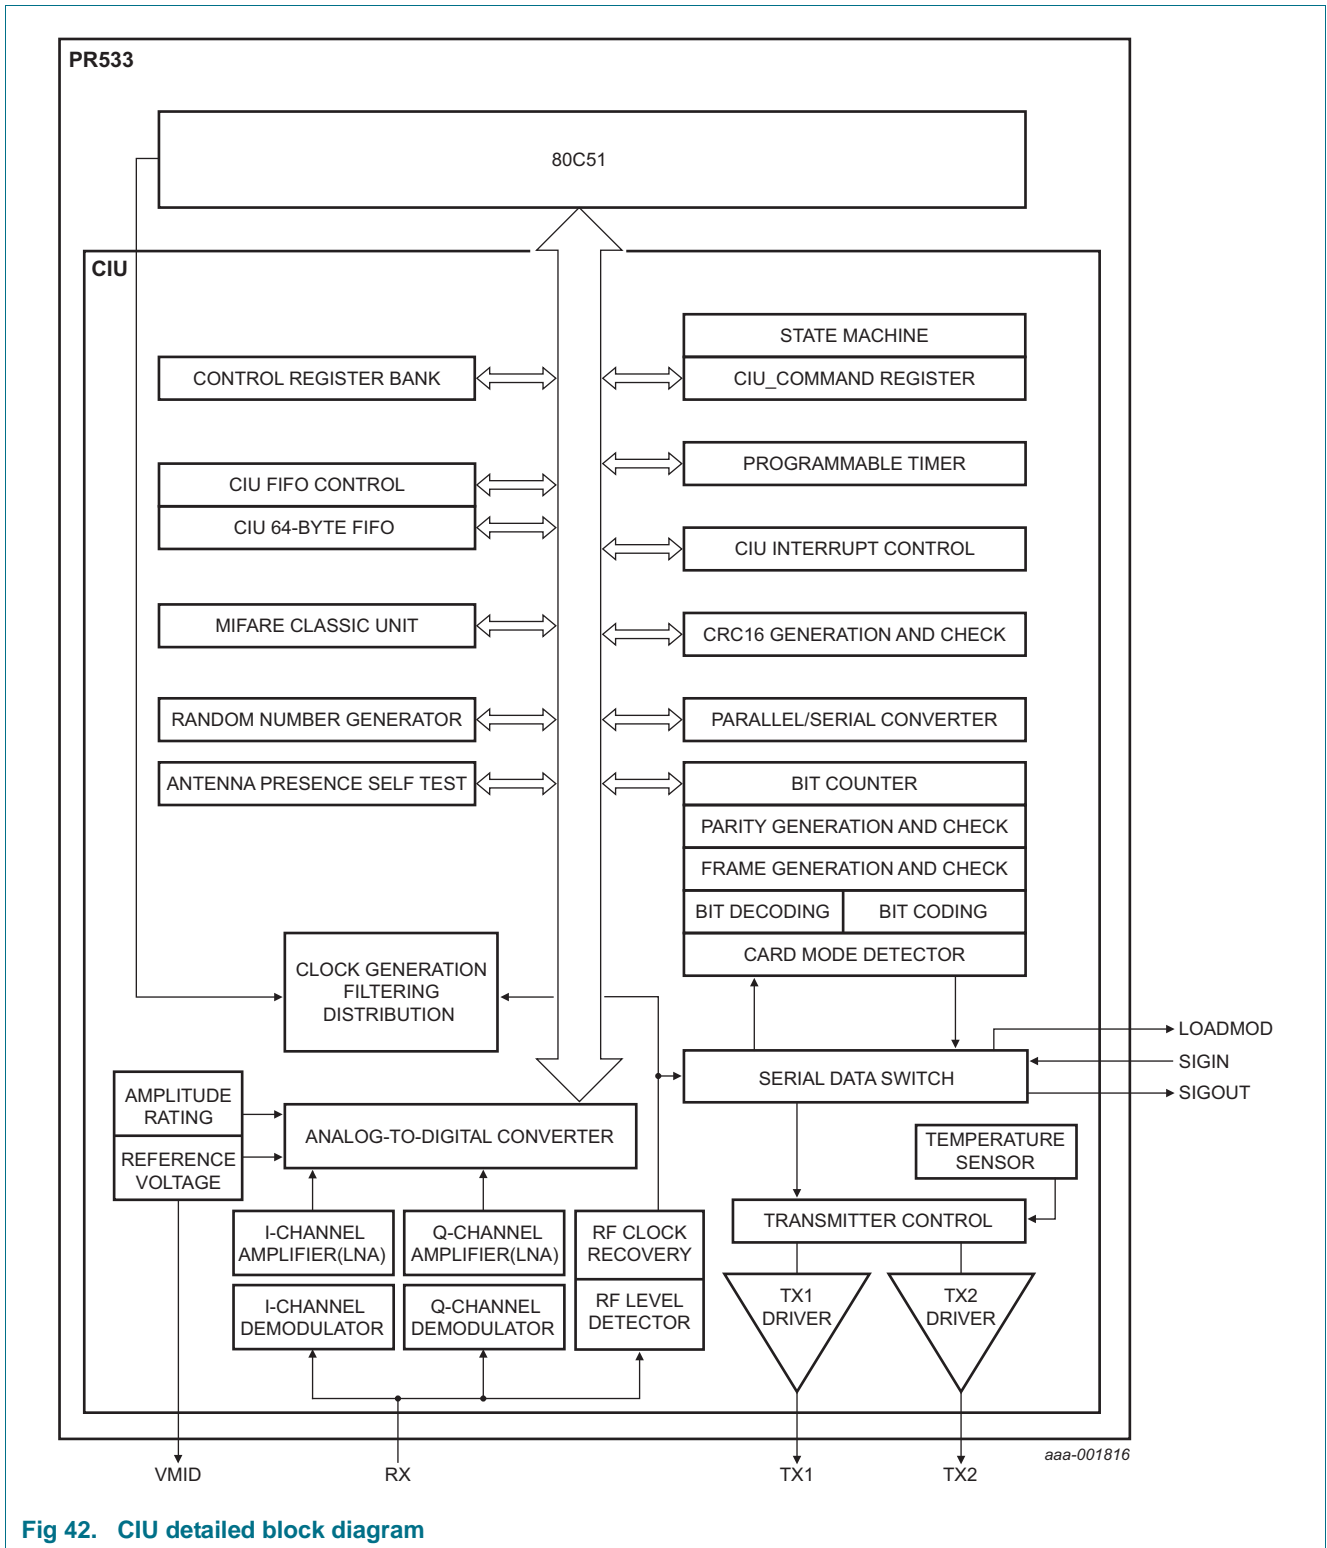 PR533
80C51
CIU
STATE MACHINE
CONTROL REGISTER BANK
CIU_COMMAND REGISTER
PROGRAMMABLE TIMER
CIU FIFO CONTROL
CIU 64-BYTE FIFO
CIU INTERRUPT CONTROL
MIFARE CLASSIC UNIT
CRC16 GENERATION AND CHECK
RANDOM NUMBER GENERATOR
PARALLEL/SERIAL CONVERTER
ANTENNA PRESENCE SELF TEST
BIT COUNTER
PARITY GENERATION AND CHECK
FRAME GENERATION AND CHECK
BIT DECODING
BIT CODING
CARD MODE DETECTOR
CLOCK GENERATION
FILTERING
DISTRIBUTION
LOADMOD
SIGIN
SIGOUT
SERIAL DATA SWITCH
AMPLITUDE
RATING
REFERENCE
VOLTAGE
ANALOG-TO-DIGITAL CONVERTER
TEMPERATURE
SENSOR
I-CHANNEL
AMPLIFIER(LNA)
Q-CHANNEL
AMPLIFIER(LNA)
RF CLOCK
RECOVERY
TRANSMITTER CONTROL
I-CHANNEL
DEMODULATOR
Q-CHANNEL
DEMODULATOR
RF LEVEL
DETECTOR
TX1
DRIVER
TX2
DRIVER
VMID
RX
TX1
TX2
aaa-001816
Fig 42. CIU detailed block diagram